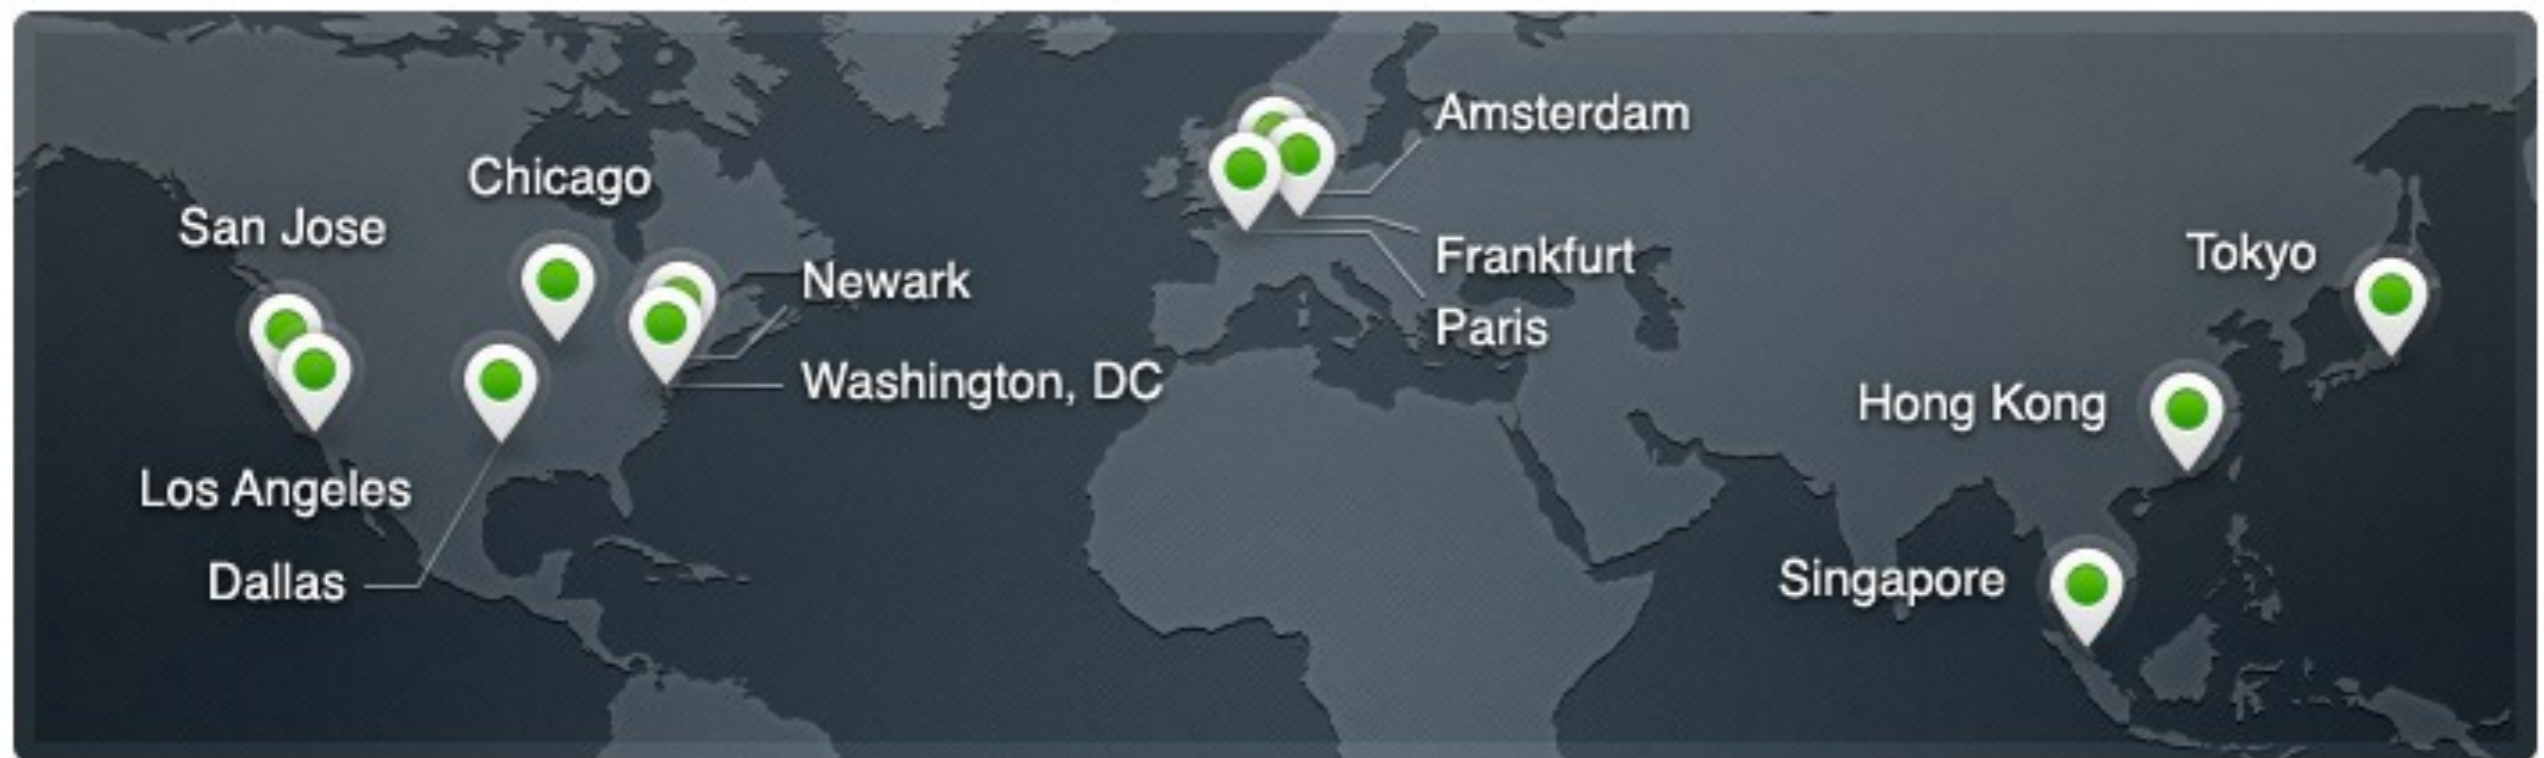 Amsterdam
Chicago
San Jose
Frankfurt
Tokyo
Newark
Paris
Washington, DC
Hong Kong
Los Angeles
Dallas
Singapore